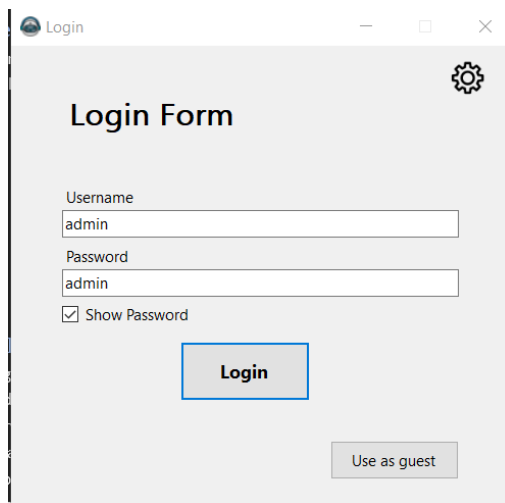 Login
Login Form
Username
admin
Password
admin
Show Password
Login
Use as guest